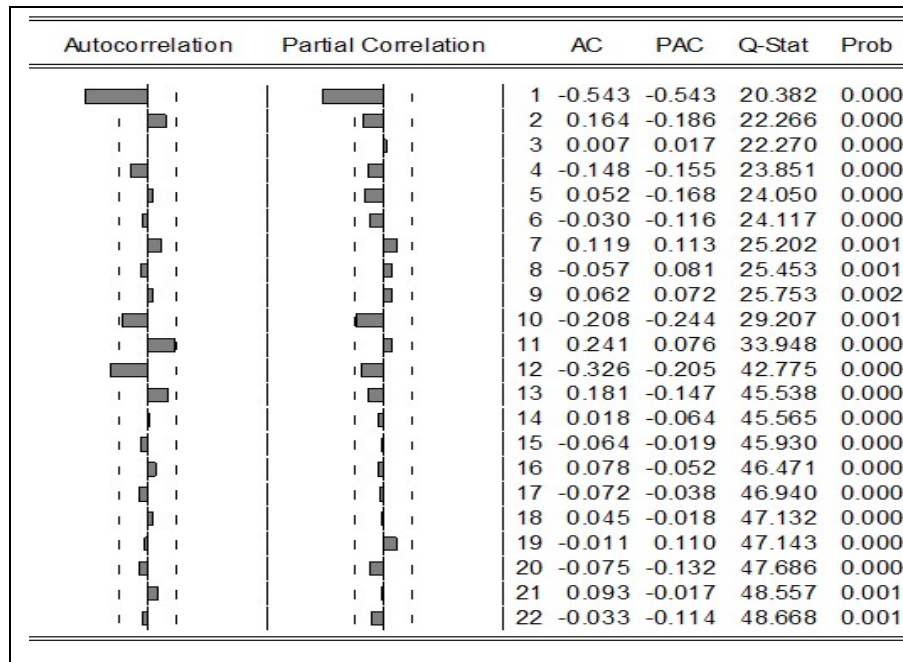 Autocorrelation Partial Correlation AC PAC Q-Stat Prob
1 -0.543 -0.543 20.382 0.000
2 0.164 -0.186 22.266 0.000
3 0.007 0.017 22.270 0.000
4 -0.148 -0.155 23.851 0.000
5 0.052 -0.168 24.050 0.000
6 -0.030 -0.116 24.117 0.000
7 0.119 0.113 25.202 0.001
8 -0.057 0.081 25.453 0.001
9 0.062 0.072 25.753 0.002
10 -0.208 -0.244 29.207 0.001
11 0.241 0.076 33.948 0.000
12 -0.326 -0.205 42.775 0.000
13 0.181 -0.147 45.538 0.000
14 0.018 -0.064 45.565 0.000
15 -0.064 -0.019 45.930 0.000
16 0.078 -0.052 46.471 0.000
17 -0.072 -0.038 46.940 0.000
18 0.045 -0.018 47.132 0.000
19 -0.011 0.110 47.143 0.000
20 -0.075 -0.132 47.686 0.000
21 0.093 -0.017 48.557 0.001
22 -0.033 -0.114 48.668 0.001